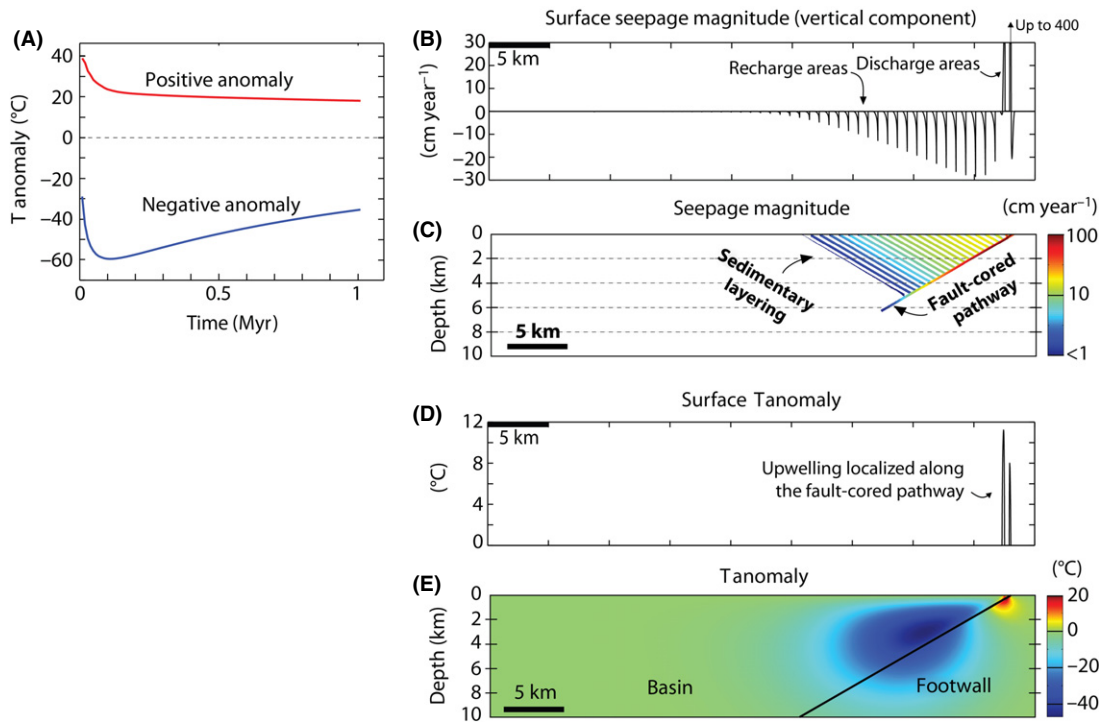 (A)
T anomaly (°C)
40
20
0
−20
−40
−60
Positive anomaly
Negative anomaly
0
0.5
1
Time (Myr)
(B)
Surface seepage magnitude (vertical component)
Up to 400
5 km
(cm year⁻¹)
30
20
10
0
−10
−20
−30
Recharge areas
Discharge areas
(C)
Seepage magnitude
(cm year⁻¹)
Depth (km)
0
2
4
6
8
10
Sedimentary
layering
Fault-cored
pathway
5 km
100
10
<1
(D)
Surface Tanomaly
5 km
(°C)
12
8
4
0
Upwelling localized along
the fault-cored pathway
(E)
Tanomaly
(°C)
Depth (km)
0
2
4
6
8
10
Basin
Footwall
5 km
20
0
−20
−40